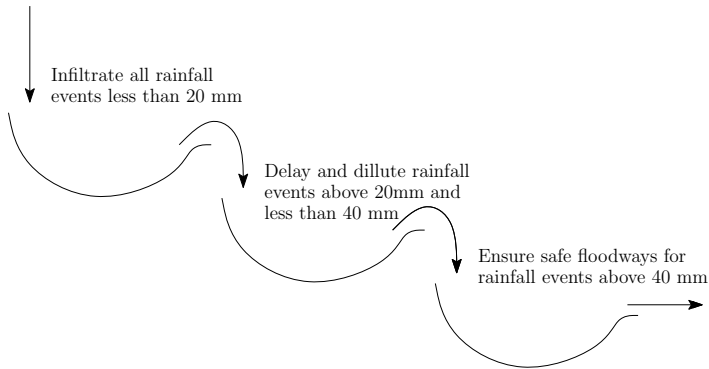 Infiltrate all rainfall
events less than 20 mm
Delay and dillute rainfall
events above 20mm and
less than 40 mm
Ensure safe floodways for
rainfall events above 40 mm